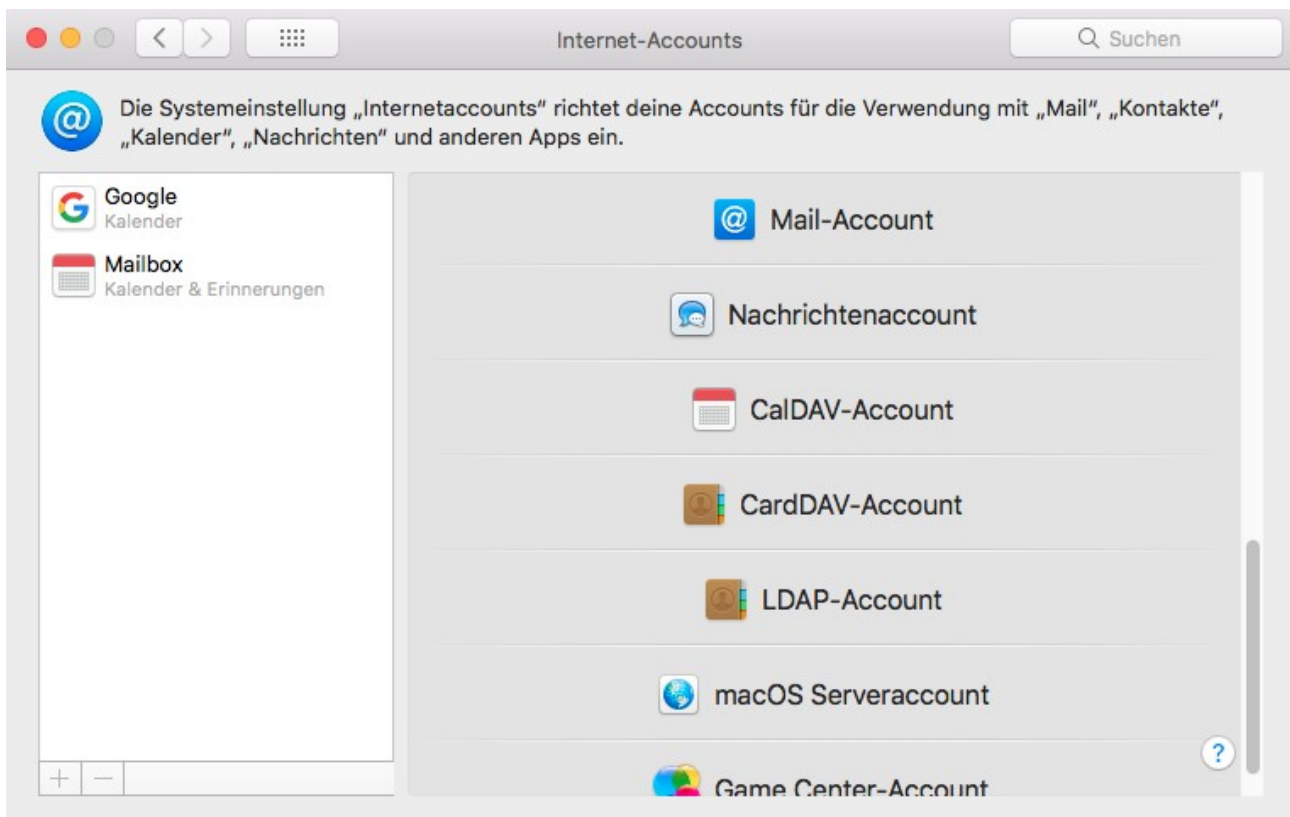 Internet-Accounts
Suchen
Die Systemeinstellung „Internetaccounts“ richtet deine Accounts für die Verwendung mit „Mail“, „Kontakte“,
„Kalender“, „Nachrichten“ und anderen Apps ein.
Google
Kalender
Mailbox
Kalender & Erinnerungen
Mail-Account
Nachrichtenaccount
CalDAV-Account
CardDAV-Account
LDAP-Account
macOS Serveraccount
Game Center-Account